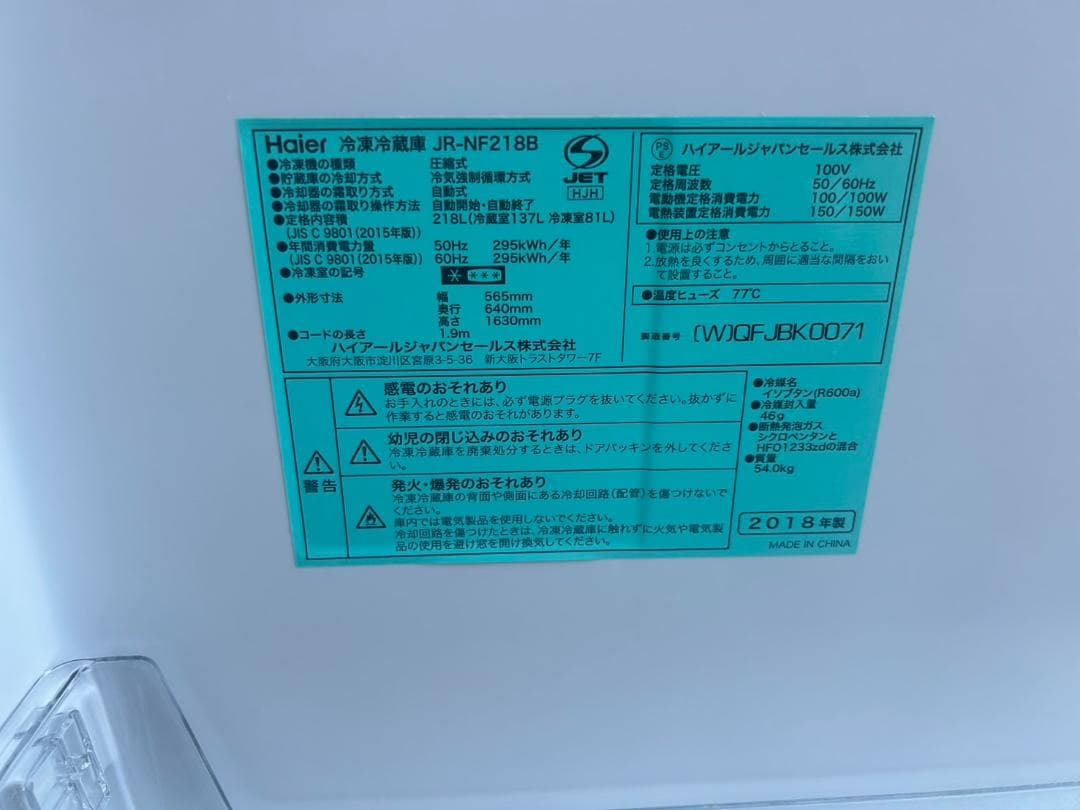 Haier 冷凍冷蔵庫 JR-NF218B
●冷凍機の種類 圧縮式
●貯蔵庫の冷却方式 冷気強制循環方式
●冷却器の霜取り方式 自動式
●冷却器の霜取り操作方法 自動開始・自動終了
●定格内容積 218L(冷蔵室137L 冷凍室81L)
(JIS C 9801(2015年版))
●年間消費電力量 50Hz 295kWh/年
(JIS C 9801(2015年版)) 60Hz 295kWh/年
●冷凍室の記号 * ***
●外形寸法 幅 565mm
奥行 640mm
高さ 1630mm
●コードの長さ 1.9m
ハイアールジャパンセールス株式会社
大阪府大阪市淀川区宮原3-5-36 新大阪トラストタワー7F
S
JET
HJH
PSE ハイアールジャパンセールス株式会社
定格電圧 100V
定格周波数 50/60Hz
電動機定格消費電力 100/100W
電熱装置定格消費電力 150/150W
●使用上の注意
1.電源は必ずコンセントからとること。
2.放熱を良くするため、周囲に適当な間隔をおい
て設置すること。
●温度ヒューズ 77℃
製造番号 (W)QFJBK0071
警告
感電のおそれあり
お手入れのときには、必ず電源プラグを抜いてください。抜かずに
作業すると感電のおそれがあります。
幼児の閉じ込みのおそれあり
冷凍冷蔵庫を廃棄処分するときは、ドアパッキンを外してくださ
い。
発火・爆発のおそれあり
冷凍冷蔵庫の背面や側面にある冷却回路(配管)を傷つけないで
ください。
庫内では電気製品を使用しないでください。
冷却回路を傷つけたときは、冷凍冷蔵庫に触れずに火気や電気製
品の使用を避け窓を開け換気してください。
●冷媒名
イソブタン(R600a)
●冷媒封入量
46g
●断熱発泡ガス
シクロペンタンと
HFO1233zdの混合
●質量
54.0kg
2018年製
MADE IN CHINA